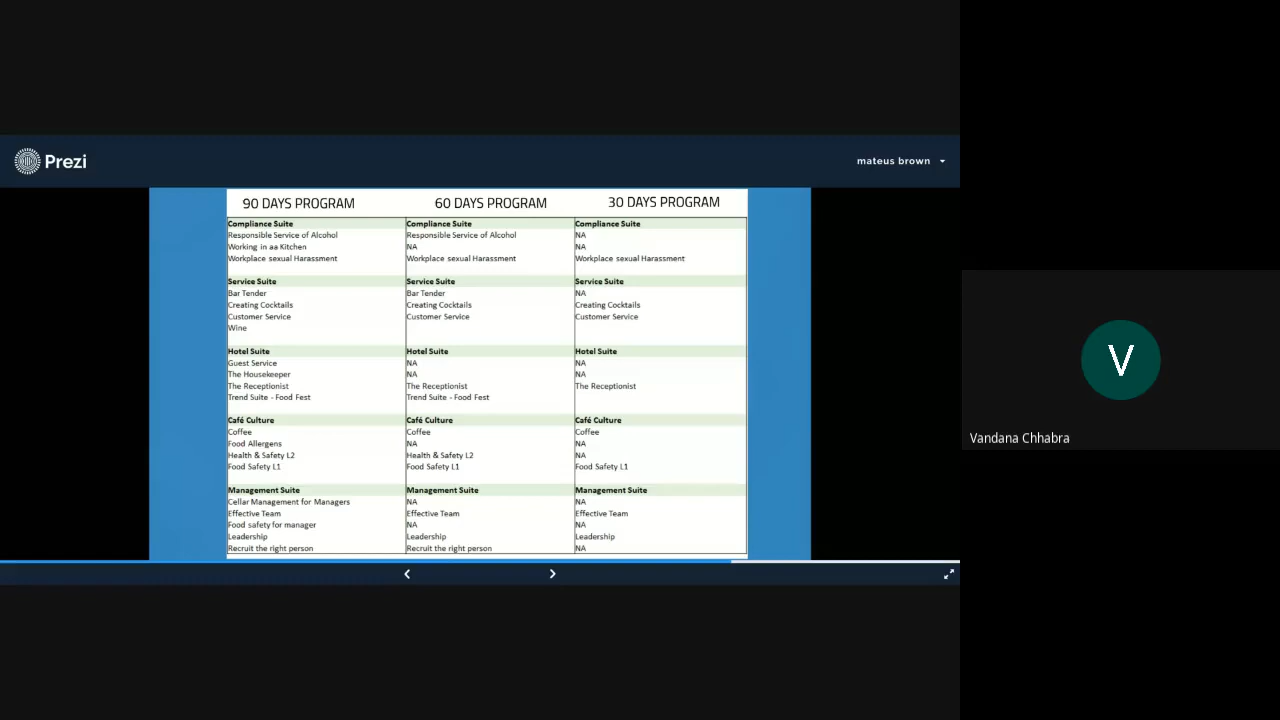 Prezi
mateus brown
90 DAYS PROGRAM 60 DAYS PROGRAM 30 DAYS PROGRAM
Compliance Suite Compliance Suite Compliance Suite
Responsible Service of Alcohol Responsible Service of Alcohol NA
Working in aa Kitchen NA NA
Workplace sexual Harassment Workplace sexual Harassment Workplace sexual Harassment
Service Suite Service Suite Service Suite
Bar Tender Bar Tender NA
Creating Cocktails Creating Cocktails Creating Cocktails
Customer Service Customer Service Customer Service
Wine
Hotel Suite Hotel Suite Hotel Suite
Guest Service NA NA
The Housekeeper NA NA
The Receptionist The Receptionist The Receptionist
Trend Suite - Food Fest Trend Suite - Food Fest
Café Culture Café Culture Café Culture
Coffee Coffee Coffee
Food Allergens NA NA
Health & Safety L2 Health & Safety L2 NA
Food Safety L1 Food Safety L1 Food Safety L1
Management Suite Management Suite Management Suite
Cellar Management for Managers NA NA
Effective Team Effective Team Effective Team
Food safety for manager NA NA
Leadership Leadership Leadership
Recruit the right person Recruit the right person NA
V
Vandana Chhabra